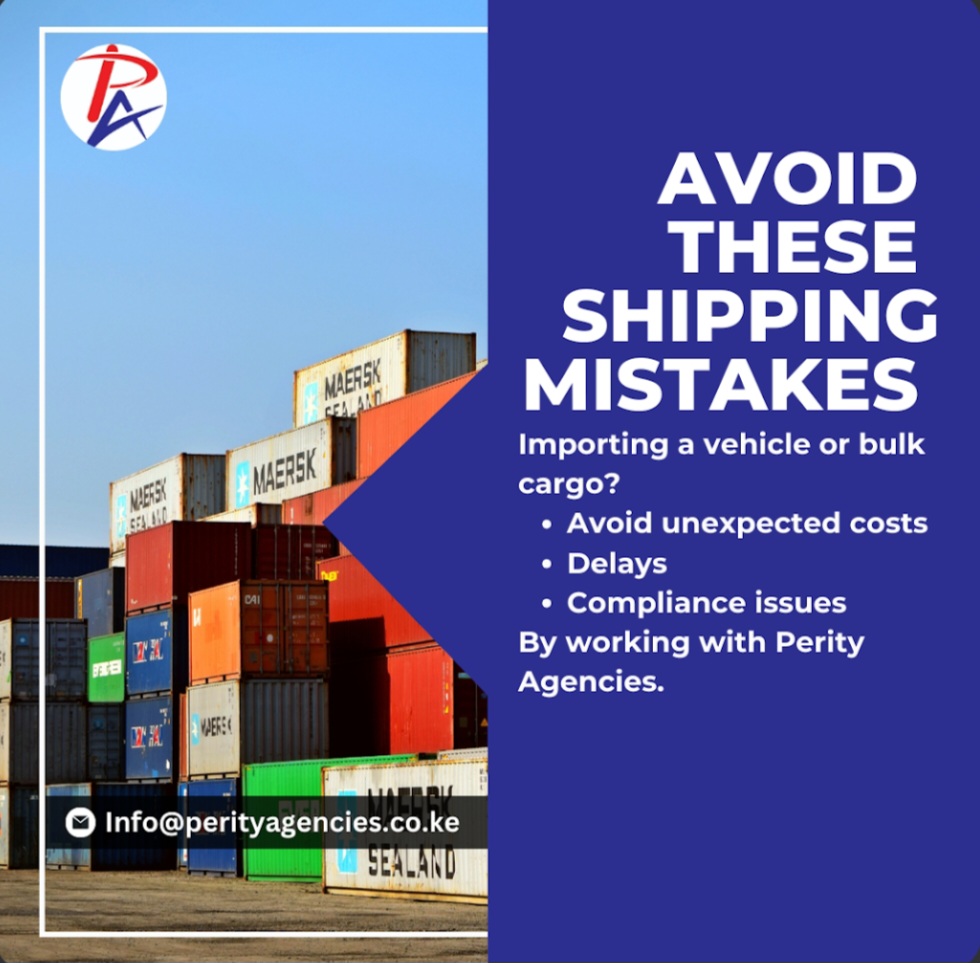 PA
AVOID
THESE
SHIPPING
MISTAKES
Importing a vehicle or bulk
cargo?
• Avoid unexpected costs
• Delays
• Compliance issues
By working with Perity
Agencies.
MAERSK
SEALAND
MAERSK
MAERSK
SEALAND
CAI
MAERSK
MAERSK
SEALAND
Info@perityagencies.co.ke